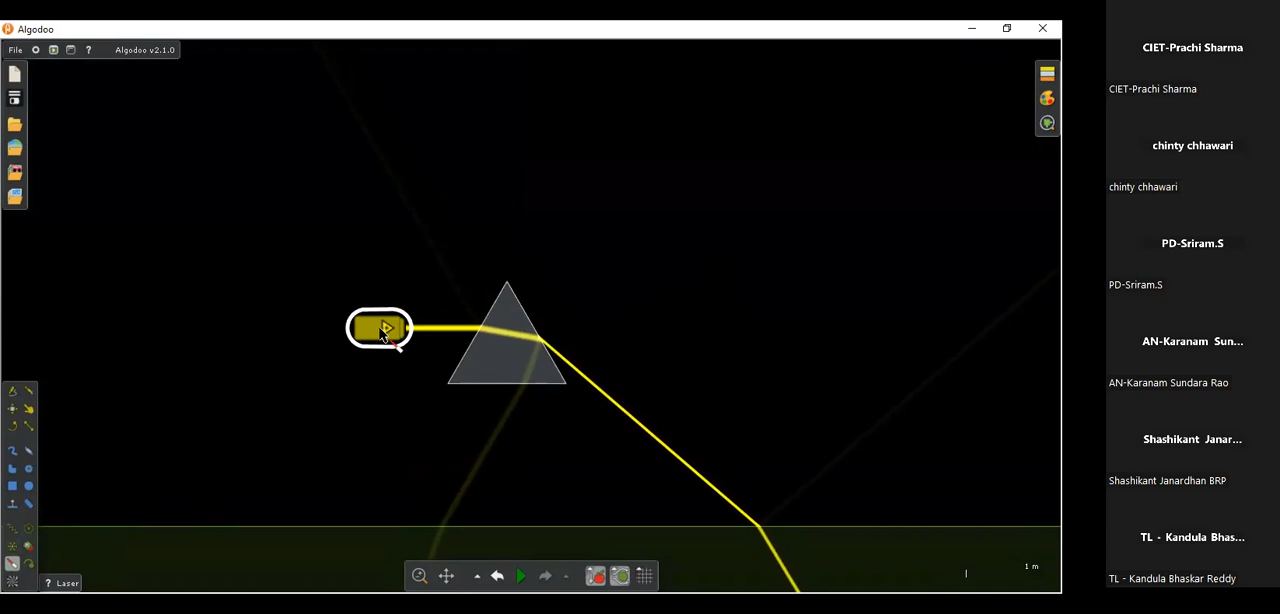 Algodoo
File
?
Algodoo v2.1.0
? Laser
1 m
CIET-Prachi Sharma
CIET-Prachi Sharma
chinty chhawari
chinty chhawari
PD-Sriram.S
PD-Sriram.S
AN-Karanam Sun...
AN-Karanam Sundara Rao
Shashikant Janar...
Shashikant Janardhan BRP
TL - Kandula Bhas...
TL - Kandula Bhaskar Reddy